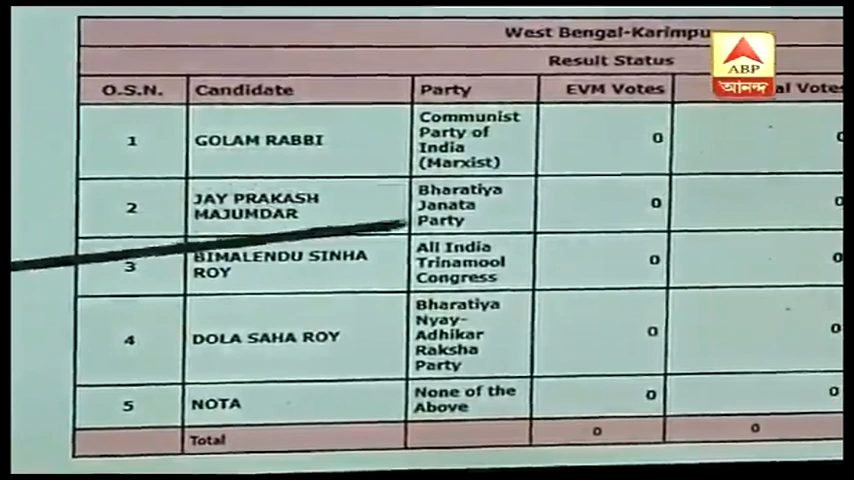 West Bengal-Karimpu
Result Status
ABP
আনন্দ
O.S.N. Candidate Party EVM Votes al Votes
1 GOLAM RABBI Communist Party of India (Marxist) 0 0
2 JAY PRAKASH MAJUMDAR Bharatiya Janata Party 0 0
3 BIMALENDU SINHA ROY All India Trinamool Congress 0 0
4 DOLA SAHA ROY Bharatiya Nyay-Adhikar Raksha Party 0 0
5 NOTA None of the Above 0 0
Total 0 0